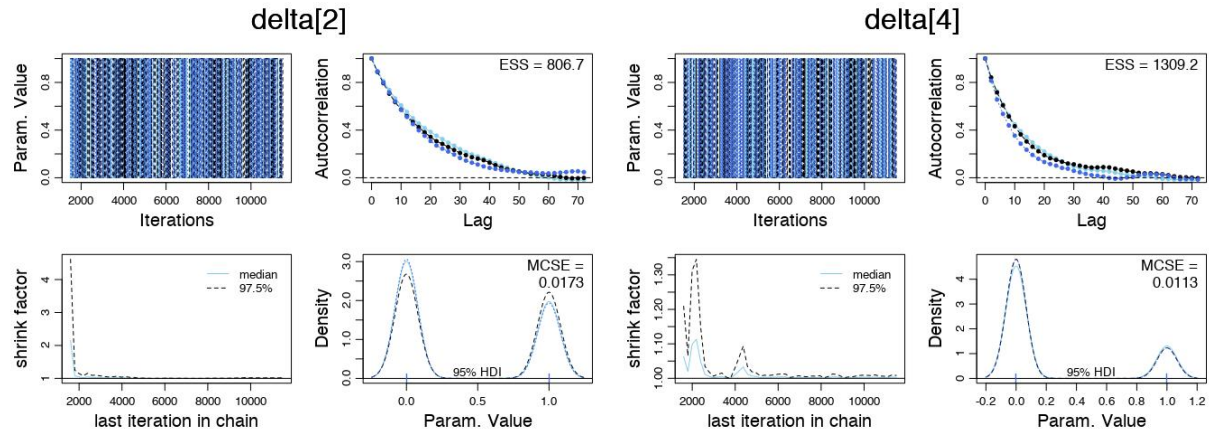 delta[2]
Param. Value
0.0 0.4 0.8
2000 4000 6000 8000 10000
Iterations
Autocorrelation
0.0 0.4 0.8
ESS = 806.7
0 10 20 30 40 50 60 70
Lag
shrink factor
1 2 3 4
median
97.5%
2000 4000 6000 8000 10000
last iteration in chain
Density
0.0 1.0 2.0 3.0
MCSE =
0.0173
95% HDI
0.0 0.5 1.0
Param. Value
delta[4]
Param. Value
0.0 0.4 0.8
2000 4000 6000 8000 10000
Iterations
Autocorrelation
0.0 0.4 0.8
ESS = 1309.2
0 10 20 30 40 50 60 70
Lag
shrink factor
1.00 1.10 1.20 1.30
median
97.5%
2000 4000 6000 8000 10000
last iteration in chain
Density
0 1 2 3 4
MCSE =
0.0113
95% HDI
-0.2 0.0 0.2 0.4 0.6 0.8 1.0 1.2
Param. Value